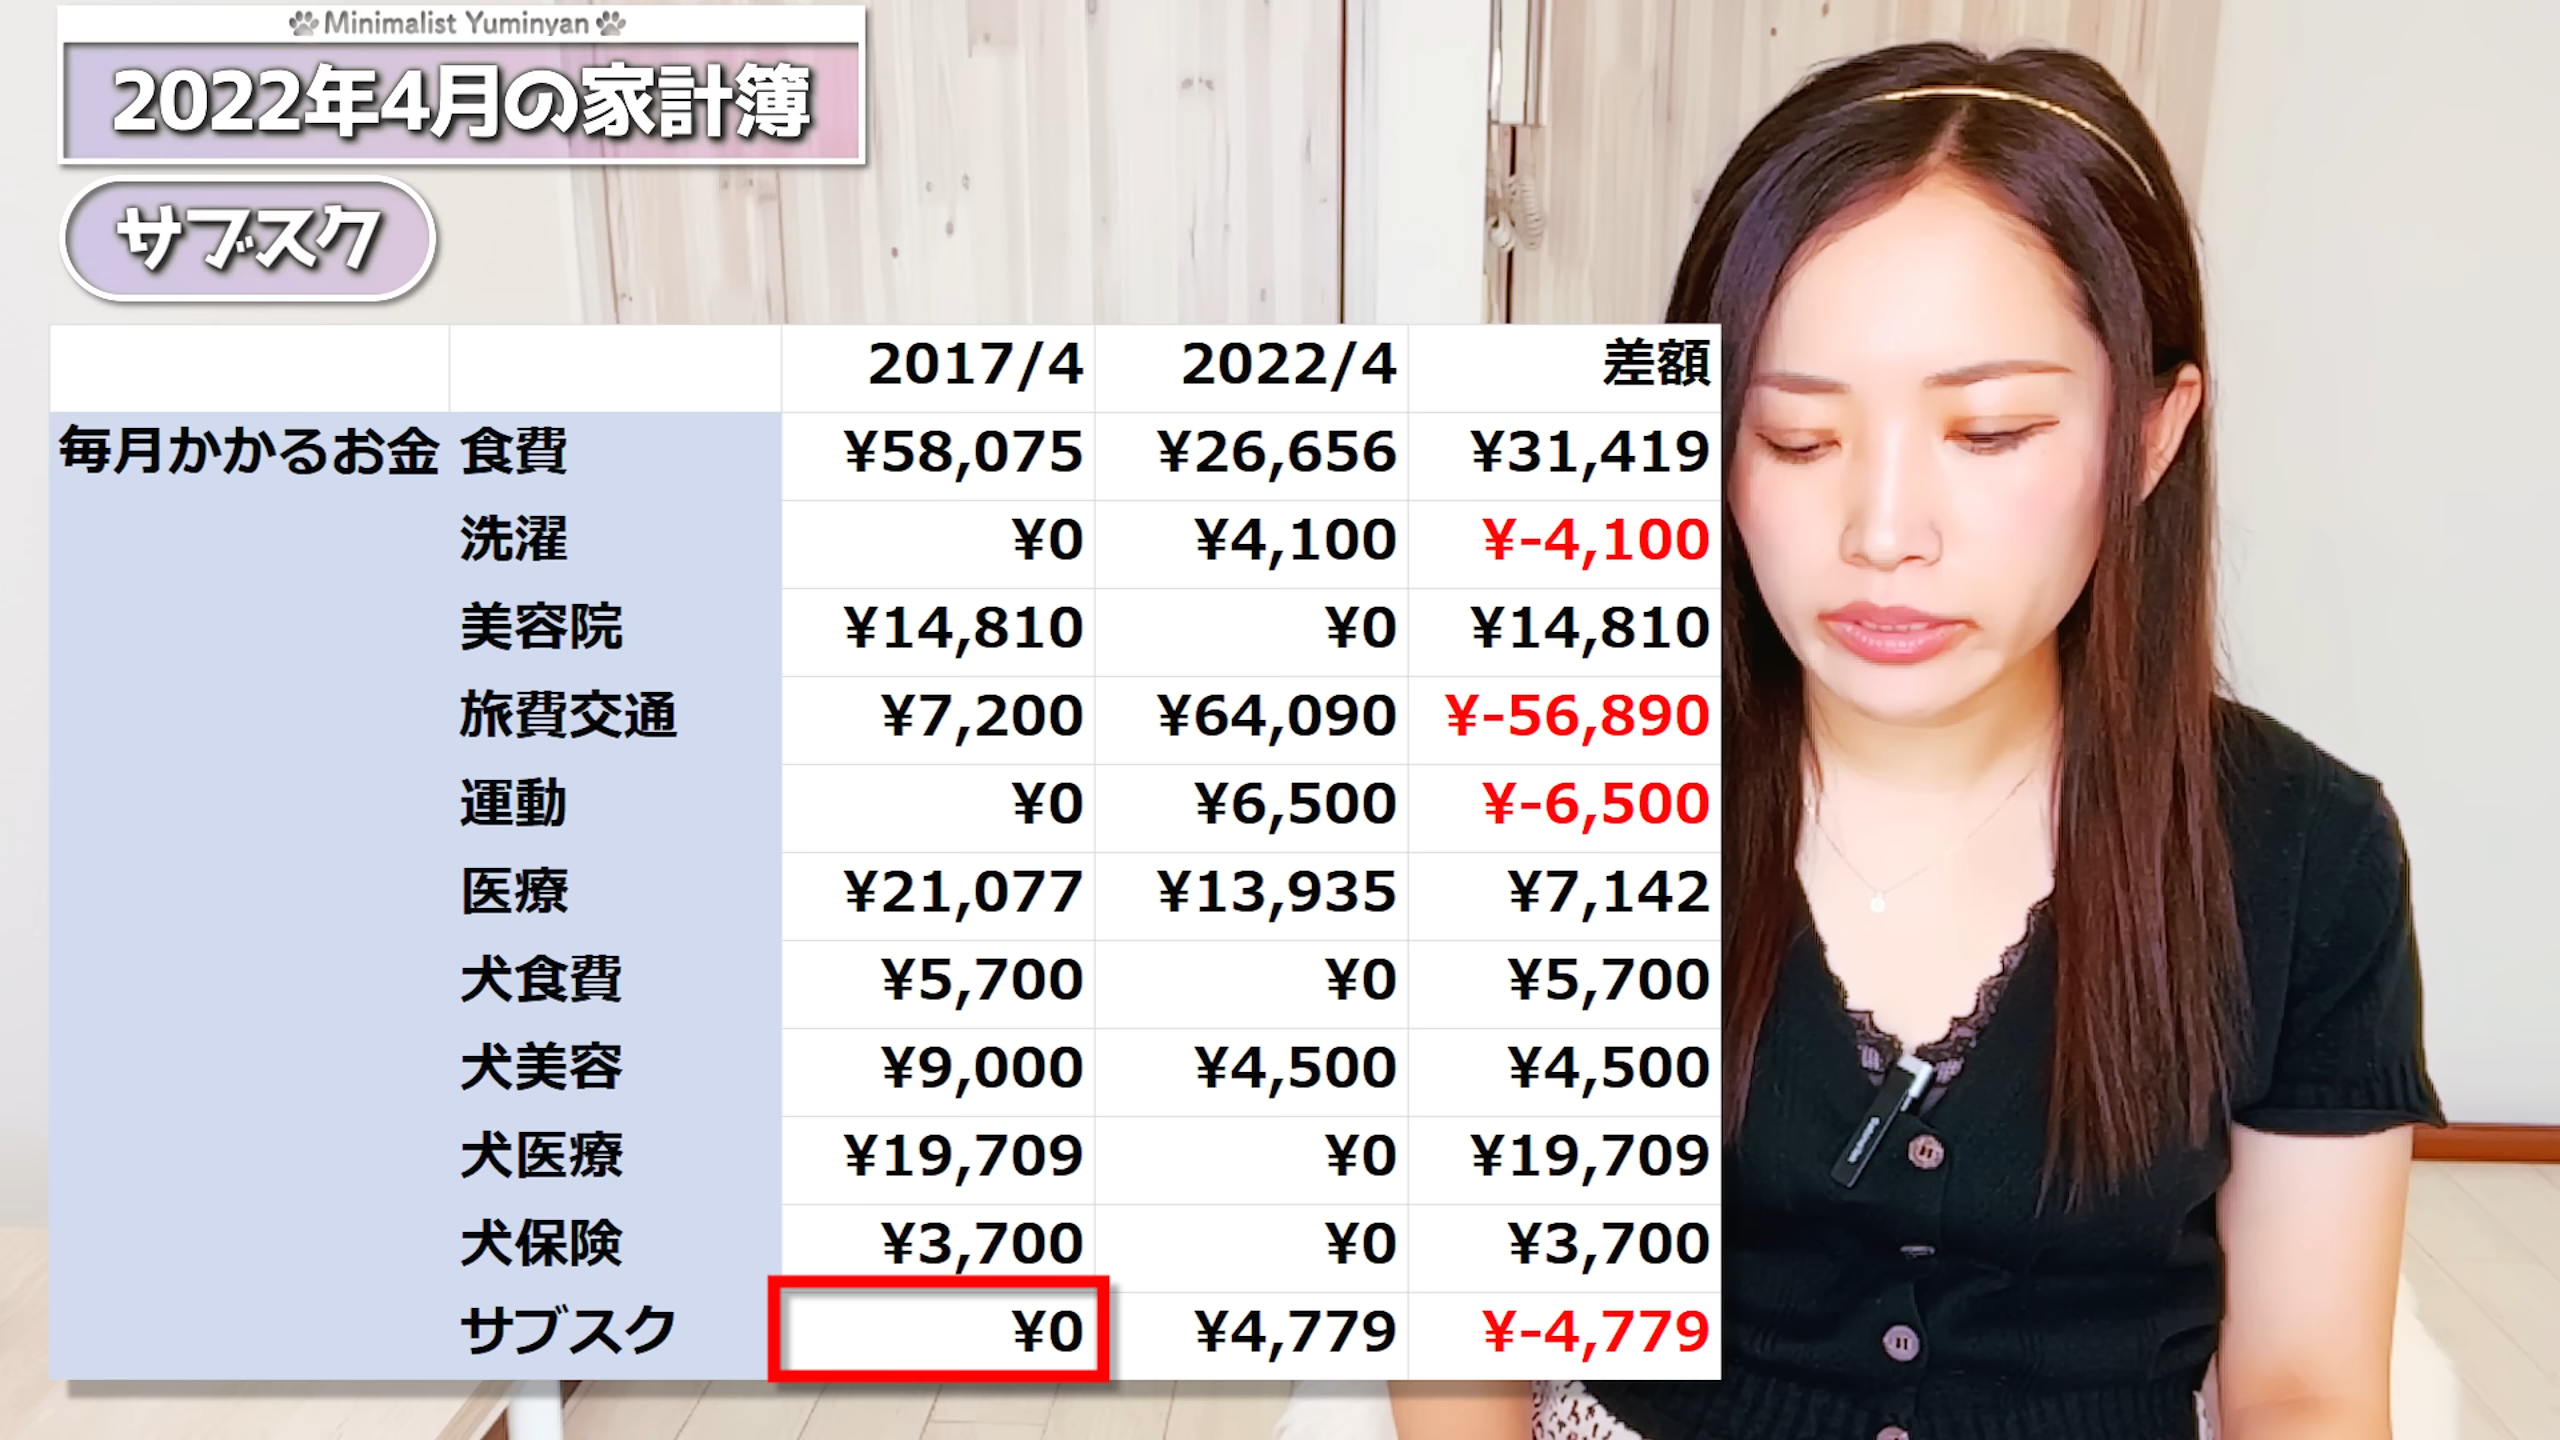 Minimalist Yuminyan
2022年4月の家計簿
サブスク
2017/4 2022/4 差額
毎月かかるお金 食費 ¥58,075 ¥26,656 ¥31,419
洗濯 ¥0 ¥4,100 ¥-4,100
美容院 ¥14,810 ¥0 ¥14,810
旅費交通 ¥7,200 ¥64,090 ¥-56,890
運動 ¥0 ¥6,500 ¥-6,500
医療 ¥21,077 ¥13,935 ¥7,142
犬食費 ¥5,700 ¥0 ¥5,700
犬美容 ¥9,000 ¥4,500 ¥4,500
犬医療 ¥19,709 ¥0 ¥19,709
犬保険 ¥3,700 ¥0 ¥3,700
サブスク ¥0 ¥4,779 ¥-4,779